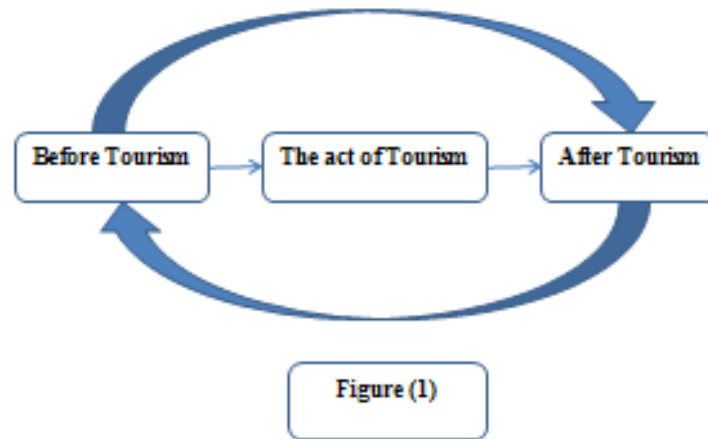 Before Tourism
The act of Tourism
After Tourism
Figure (1)